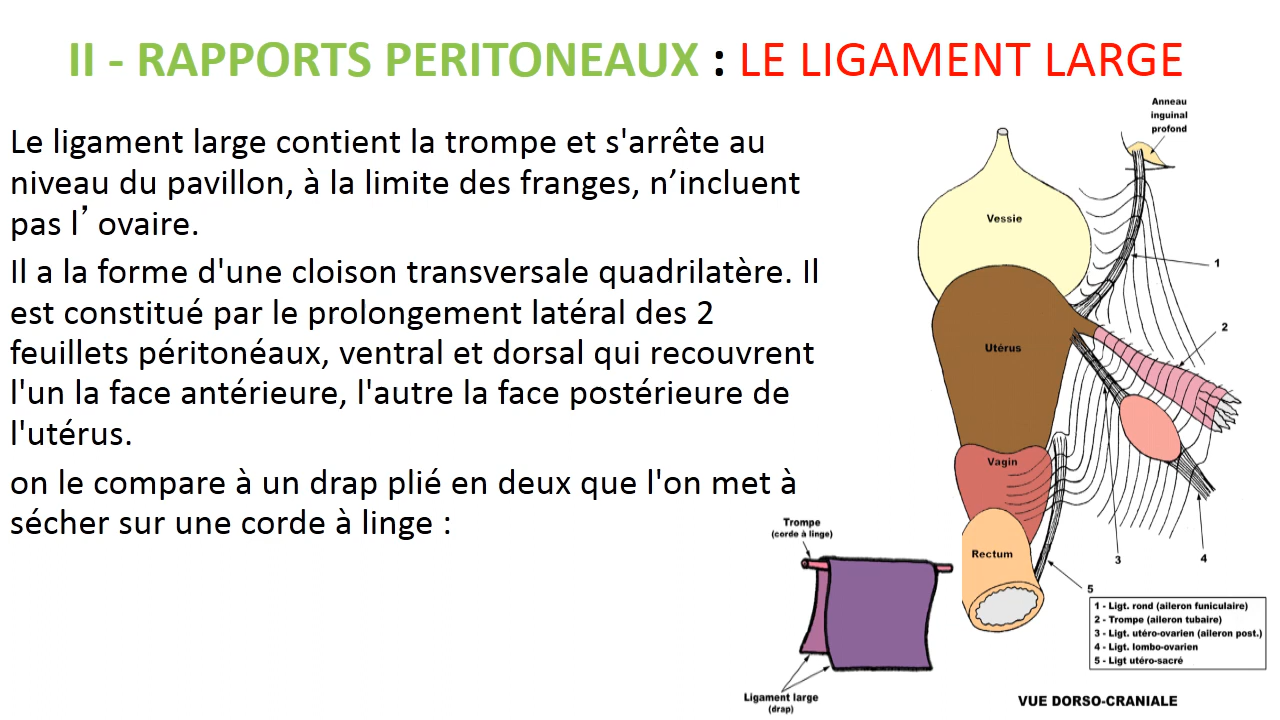 II - RAPPORTS PERITONEAUX : LE LIGAMENT LARGE
Le ligament large contient la trompe et s'arrête au
niveau du pavillon, à la limite des franges, n’incluent
pas l’ ovaire.
Il a la forme d'une cloison transversale quadrilatère. Il
est constitué par le prolongement latéral des 2
feuillets péritonéaux, ventral et dorsal qui recouvrent
l'un la face antérieure, l'autre la face postérieure de
l'utérus.
on le compare à un drap plié en deux que l'on met à
sécher sur une corde à linge :
Trompe
(corde à linge)
Ligament large
(drap)
Anneau
inguinal
profond
Vessie
1
2
Utérus
Vagin
Rectum
3
4
5
1 - Ligt. rond (aileron funiculaire)
2 - Trompe (aileron tubaire)
3 - Ligt. utéro-ovarien (aileron post.)
4 - Ligt. lombo-ovarien
5 - Ligt utéro-sacré
VUE DORSO-CRANIALE